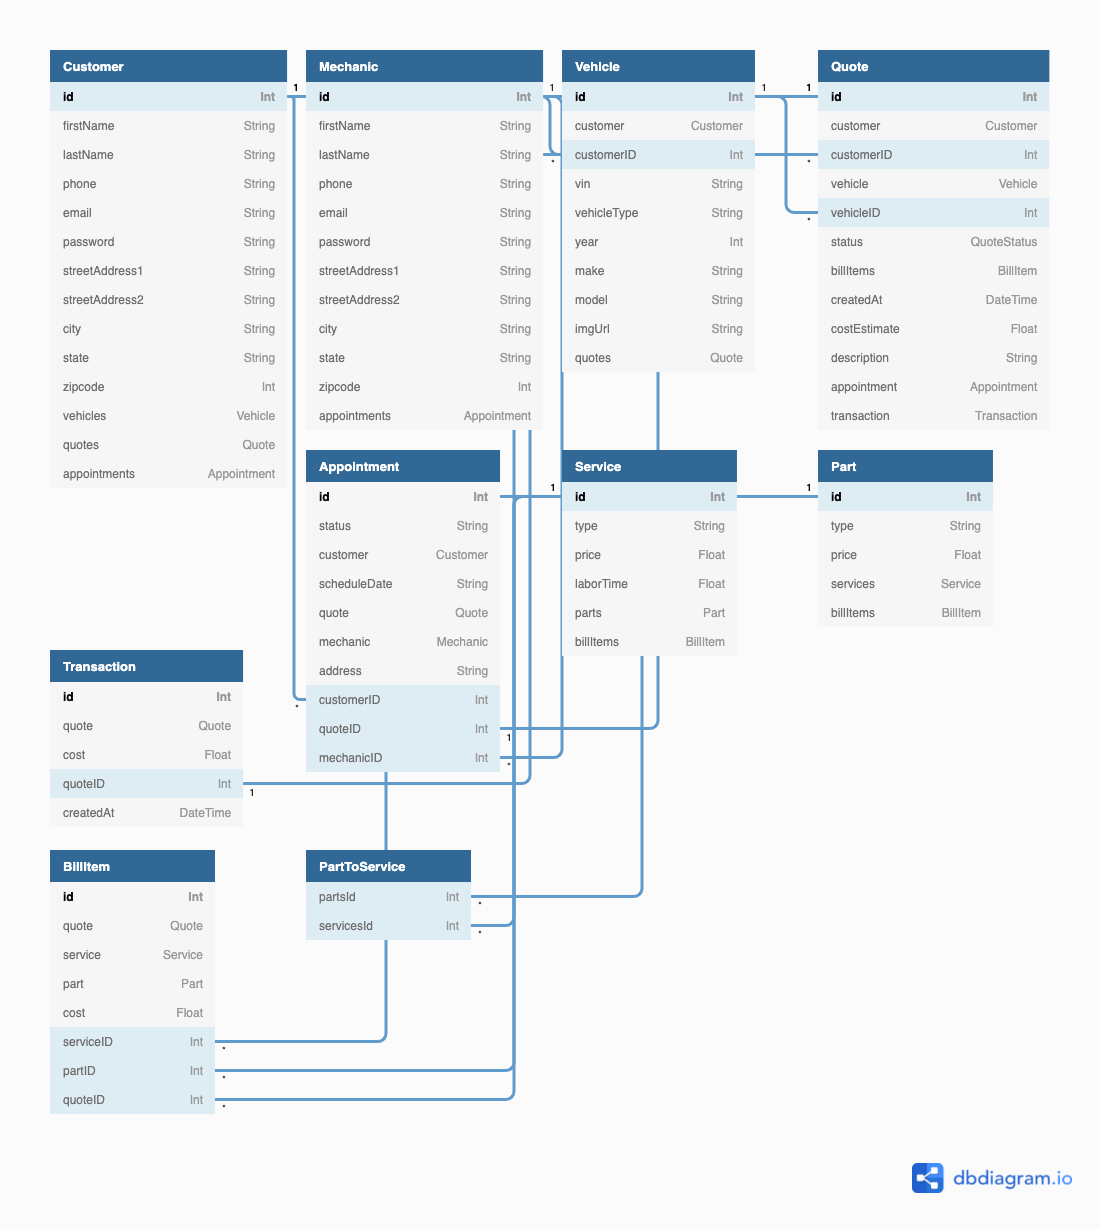 Customer
id Int
firstName String
lastName String
phone String
email String
password String
streetAddress1 String
streetAddress2 String
city String
state String
zipcode Int
vehicles Vehicle
quotes Quote
appointments Appointment
1
Mechanic
id Int
firstName String
lastName String
phone String
email String
password String
streetAddress1 String
streetAddress2 String
city String
state String
zipcode Int
appointments Appointment
1
*
Vehicle
id Int
customer Customer
customerID Int
vin String
vehicleType String
year Int
make String
model String
imgUrl String
quotes Quote
1
1
*
*
Quote
id Int
customer Customer
customerID Int
vehicle Vehicle
vehicleID Int
status QuoteStatus
billItems BillItem
createdAt DateTime
costEstimate Float
description String
appointment Appointment
transaction Transaction
Appointment
id Int
status String
customer Customer
scheduleDate String
quote Quote
mechanic Mechanic
address String
customerID Int
quoteID Int
mechanicID Int
*
1
1
*
Service
id Int
type String
price Float
laborTime Float
parts Part
billItems BillItem
1
Part
id Int
type String
price Float
services Service
billItems BillItem
Transaction
id Int
quote Quote
cost Float
quoteID Int
createdAt DateTime
1
BillItem
id Int
quote Quote
service Service
part Part
cost Float
serviceID Int
partID Int
quoteID Int
*
*
*
PartToService
partsId Int
servicesId Int
*
*
dbdiagram.io